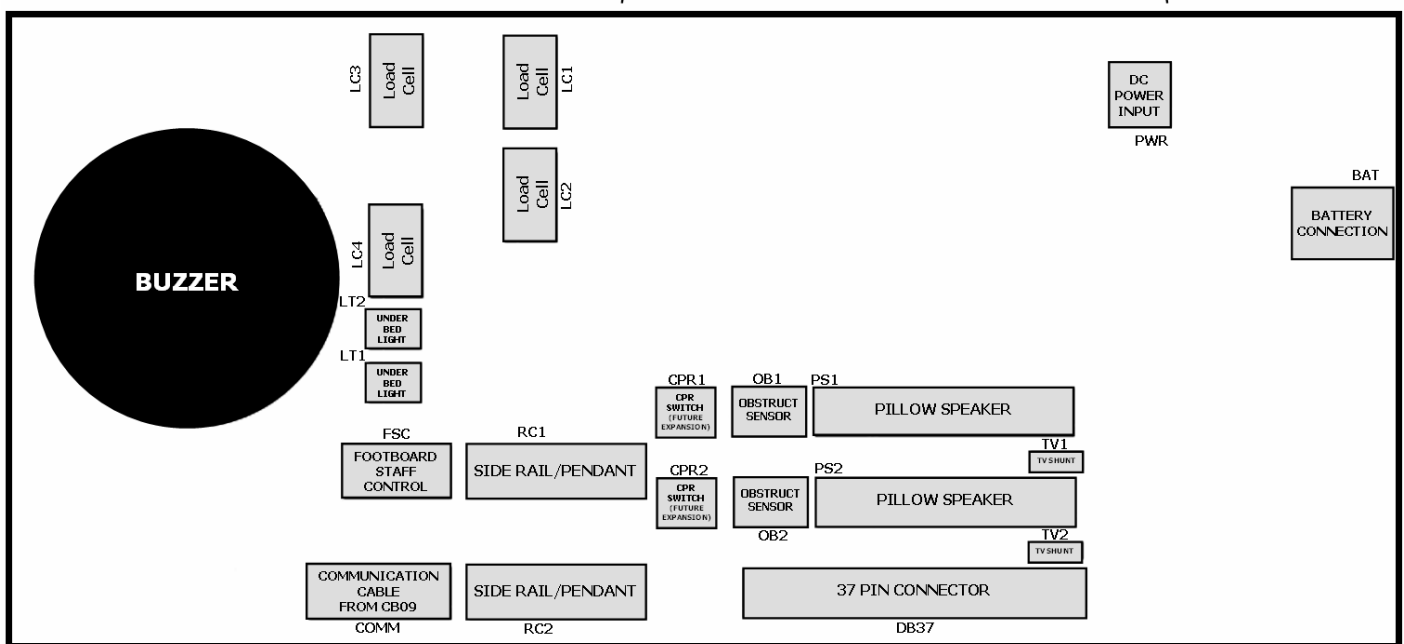 LC3
Load
Cell
Load
Cell
LC1
DC
POWER
INPUT
PWR
Load
Cell
LC2
BAT
BATTERY
CONNECTION
LC4
Load
Cell
BUZZER
LT2
UNDER
BED
LIGHT
LT1
UNDER
BED
LIGHT
CPR1
CPR
SWITCH
(FUTURE
EXPANSION)
OB1
OBSTRUCT
SENSOR
PS1
PILLOW SPEAKER
FSC
FOOTBOARD
STAFF
CONTROL
RC1
SIDE RAIL/PENDANT
TV1
TV SHUNT
CPR2
CPR
SWITCH
(FUTURE
EXPANSION)
OBSTRUCT
SENSOR
OB2
PS2
PILLOW SPEAKER
TV2
TV SHUNT
COMMUNICATION
CABLE
FROM CB09
COMM
SIDE RAIL/PENDANT
RC2
37 PIN CONNECTOR
DB37